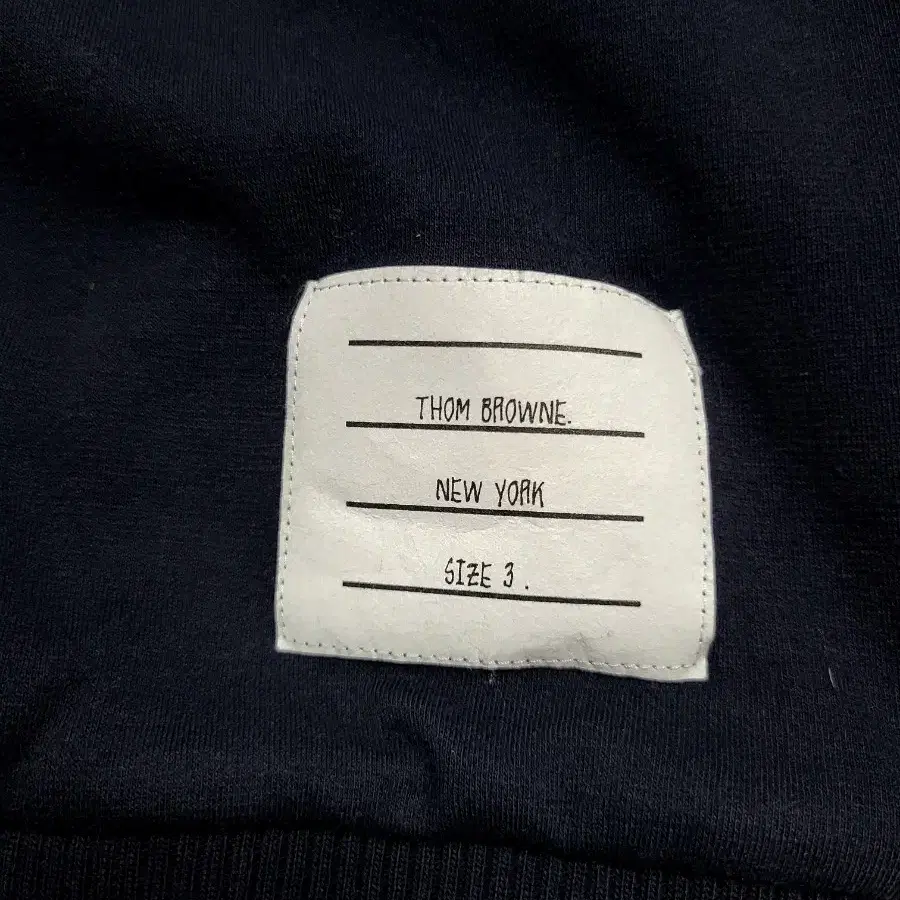 THOM BROWNE.
NEW YORK
SIZE 3 .